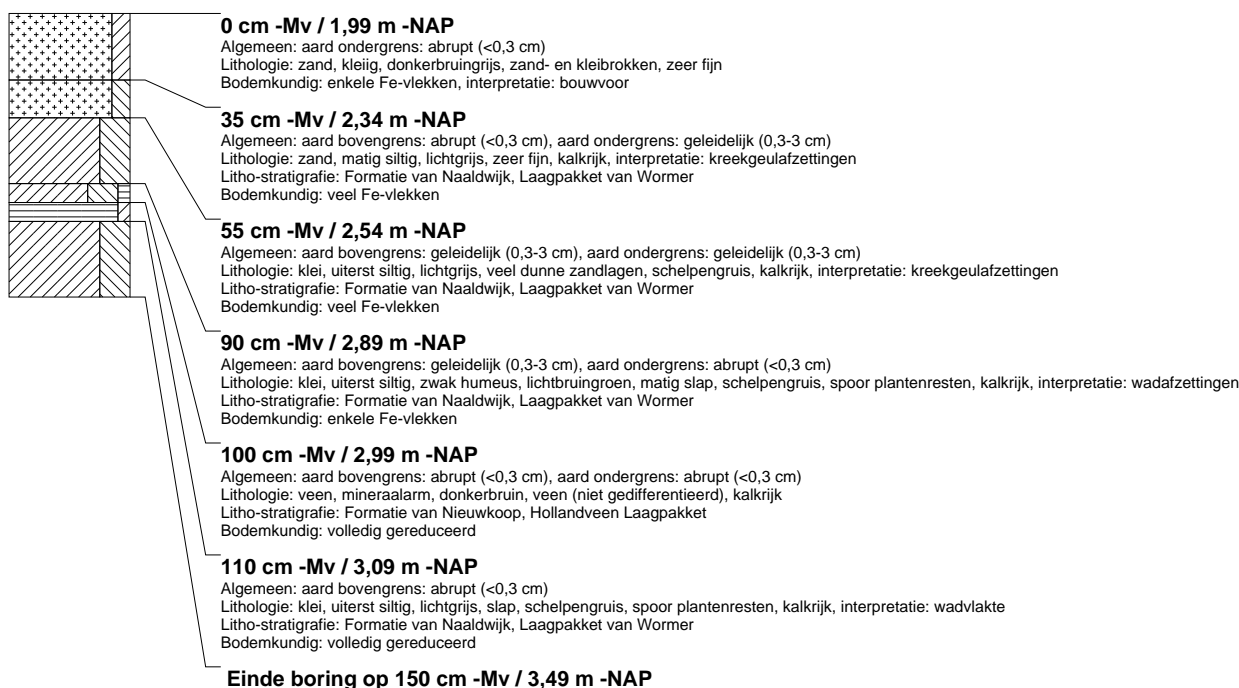 0 cm -Mv / 1,99 m -NAP
Algemeen: aard ondergrens: abrupt (<0,3 cm)
Lithologie: zand, kleiig, donkerbruingrijs, zand- en kleibrokken, zeer fijn
Bodemkundig: enkele Fe-vlekken, interpretatie: bouwvoor
35 cm -Mv / 2,34 m -NAP
Algemeen: aard bovengrens: abrupt (<0,3 cm), aard ondergrens: geleidelijk (0,3-3 cm)
Lithologie: zand, matig siltig, lichtgrijs, zeer fijn, kalkrijk, interpretatie: kreekgeulafzettingen
Litho-stratigrafie: Formatie van Naaldwijk, Laagpakket van Wormer
Bodemkundig: veel Fe-vlekken
55 cm -Mv / 2,54 m -NAP
Algemeen: aard bovengrens: geleidelijk (0,3-3 cm), aard ondergrens: geleidelijk (0,3-3 cm)
Lithologie: klei, uiterst siltig, lichtgrijs, veel dunne zandlagen, schelpengruis, kalkrijk, interpretatie: kreekgeulafzettingen
Litho-stratigrafie: Formatie van Naaldwijk, Laagpakket van Wormer
Bodemkundig: veel Fe-vlekken
90 cm -Mv / 2,89 m -NAP
Algemeen: aard bovengrens: geleidelijk (0,3-3 cm), aard ondergrens: abrupt (<0,3 cm)
Lithologie: klei, uiterst siltig, zwak humeus, lichtbruingroen, matig slap, schelpengruis, spoor plantenresten, kalkrijk, interpretatie: wadafzettingen
Litho-stratigrafie: Formatie van Naaldwijk, Laagpakket van Wormer
Bodemkundig: enkele Fe-vlekken
100 cm -Mv / 2,99 m -NAP
Algemeen: aard bovengrens: abrupt (<0,3 cm), aard ondergrens: abrupt (<0,3 cm)
Lithologie: veen, mineraalarm, donkerbruin, veen (niet gedifferentieerd), kalkrijk
Litho-stratigrafie: Formatie van Nieuwkoop, Hollandveen Laagpakket
Bodemkundig: volledig gereduceerd
110 cm -Mv / 3,09 m -NAP
Algemeen: aard bovengrens: abrupt (<0,3 cm)
Lithologie: klei, uiterst siltig, lichtgrijs, slap, schelpengruis, spoor plantenresten, kalkrijk, interpretatie: wadvlakte
Litho-stratigrafie: Formatie van Naaldwijk, Laagpakket van Wormer
Bodemkundig: volledig gereduceerd
Einde boring op 150 cm -Mv / 3,49 m -NAP